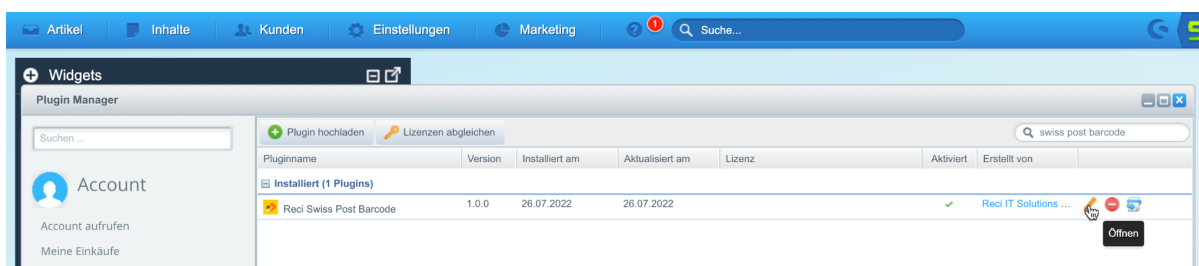 Artikel Inhalte Kunden Einstellungen Marketing 1 Suche...
Widgets
Plugin Manager
Suchen ...
Plugin hochladen Lizenzen abgleichen swiss post barcode
Pluginname Version Installiert am Aktualisiert am Lizenz Aktiviert Erstellt von
Account
Installiert (1 Plugins)
Reci Swiss Post Barcode 1.0.0 26.07.2022 26.07.2022 Reci IT Solutions ...
Account aufrufen
Öffnen
Meine Einkäufe